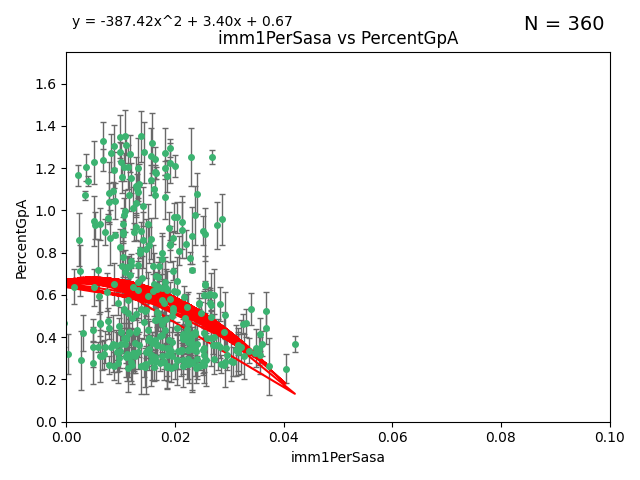 y = -387.42x^2 + 3.40x + 0.67
N = 360
imm1PerSasa vs PercentGpA
PercentGpA
1.6
1.4
1.2
1.0
0.8
0.6
0.4
0.2
0.0
0.00 0.02 0.04 0.06 0.08 0.10
imm1PerSasa